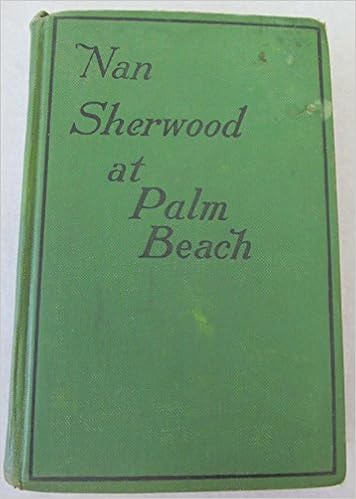 Nan
Sherwood
at
Palm
Beach